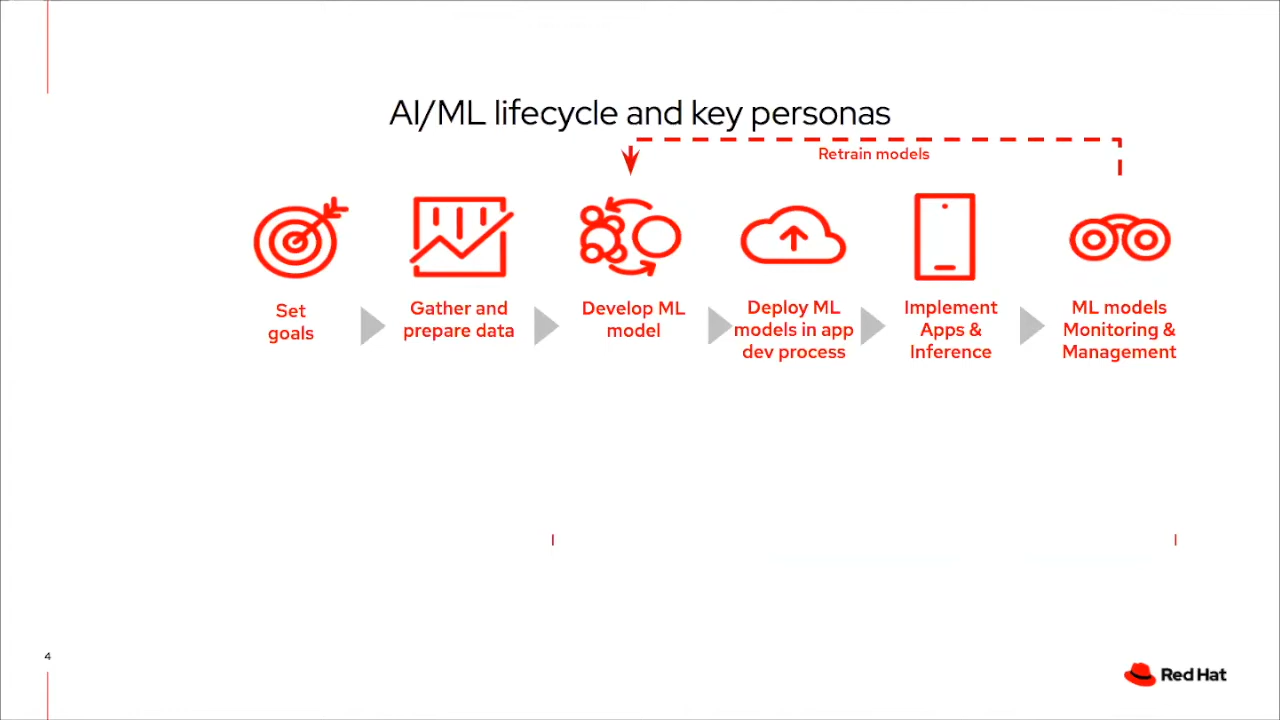 AI/ML lifecycle and key personas
Retrain models
Set
goals
Gather and
prepare data
Develop ML
model
Deploy ML
models in app
dev process
Implement
Apps &
Inference
ML models
Monitoring &
Management
4
Red Hat